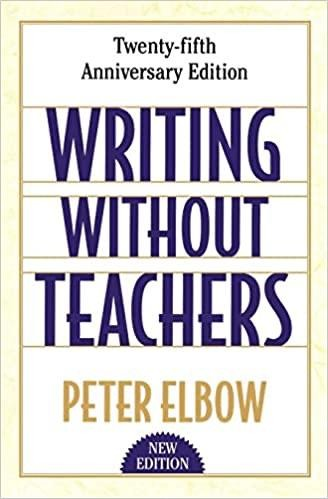 Twenty-fifth
Anniversary Edition
WRITING
WITHOUT
TEACHERS
PETER ELBOW
NEW
EDITION